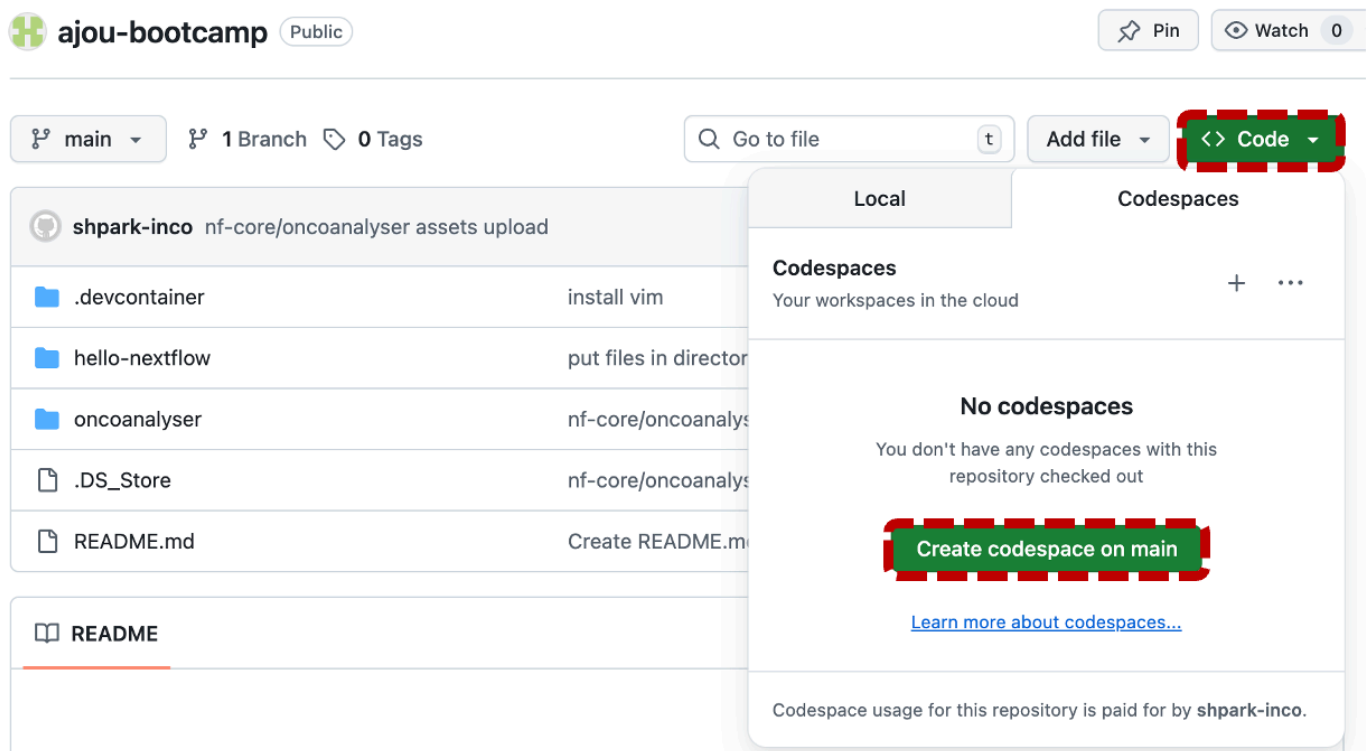 ajou-bootcamp Public Pin Watch 0
main 1 Branch 0 Tags Go to file t Add file <> Code
Local Codespaces
shpark-inco nf-core/oncoanalyser assets upload
Codespaces
Your workspaces in the cloud
.devcontainer install vim
hello-nextflow put files in director
oncoanalyser nf-core/oncoanalys
.DS_Store nf-core/oncoanalys
README.md Create README.m
No codespaces
You don't have any codespaces with this
repository checked out
Create codespace on main
Learn more about codespaces...
README
Codespace usage for this repository is paid for by shpark-inco.